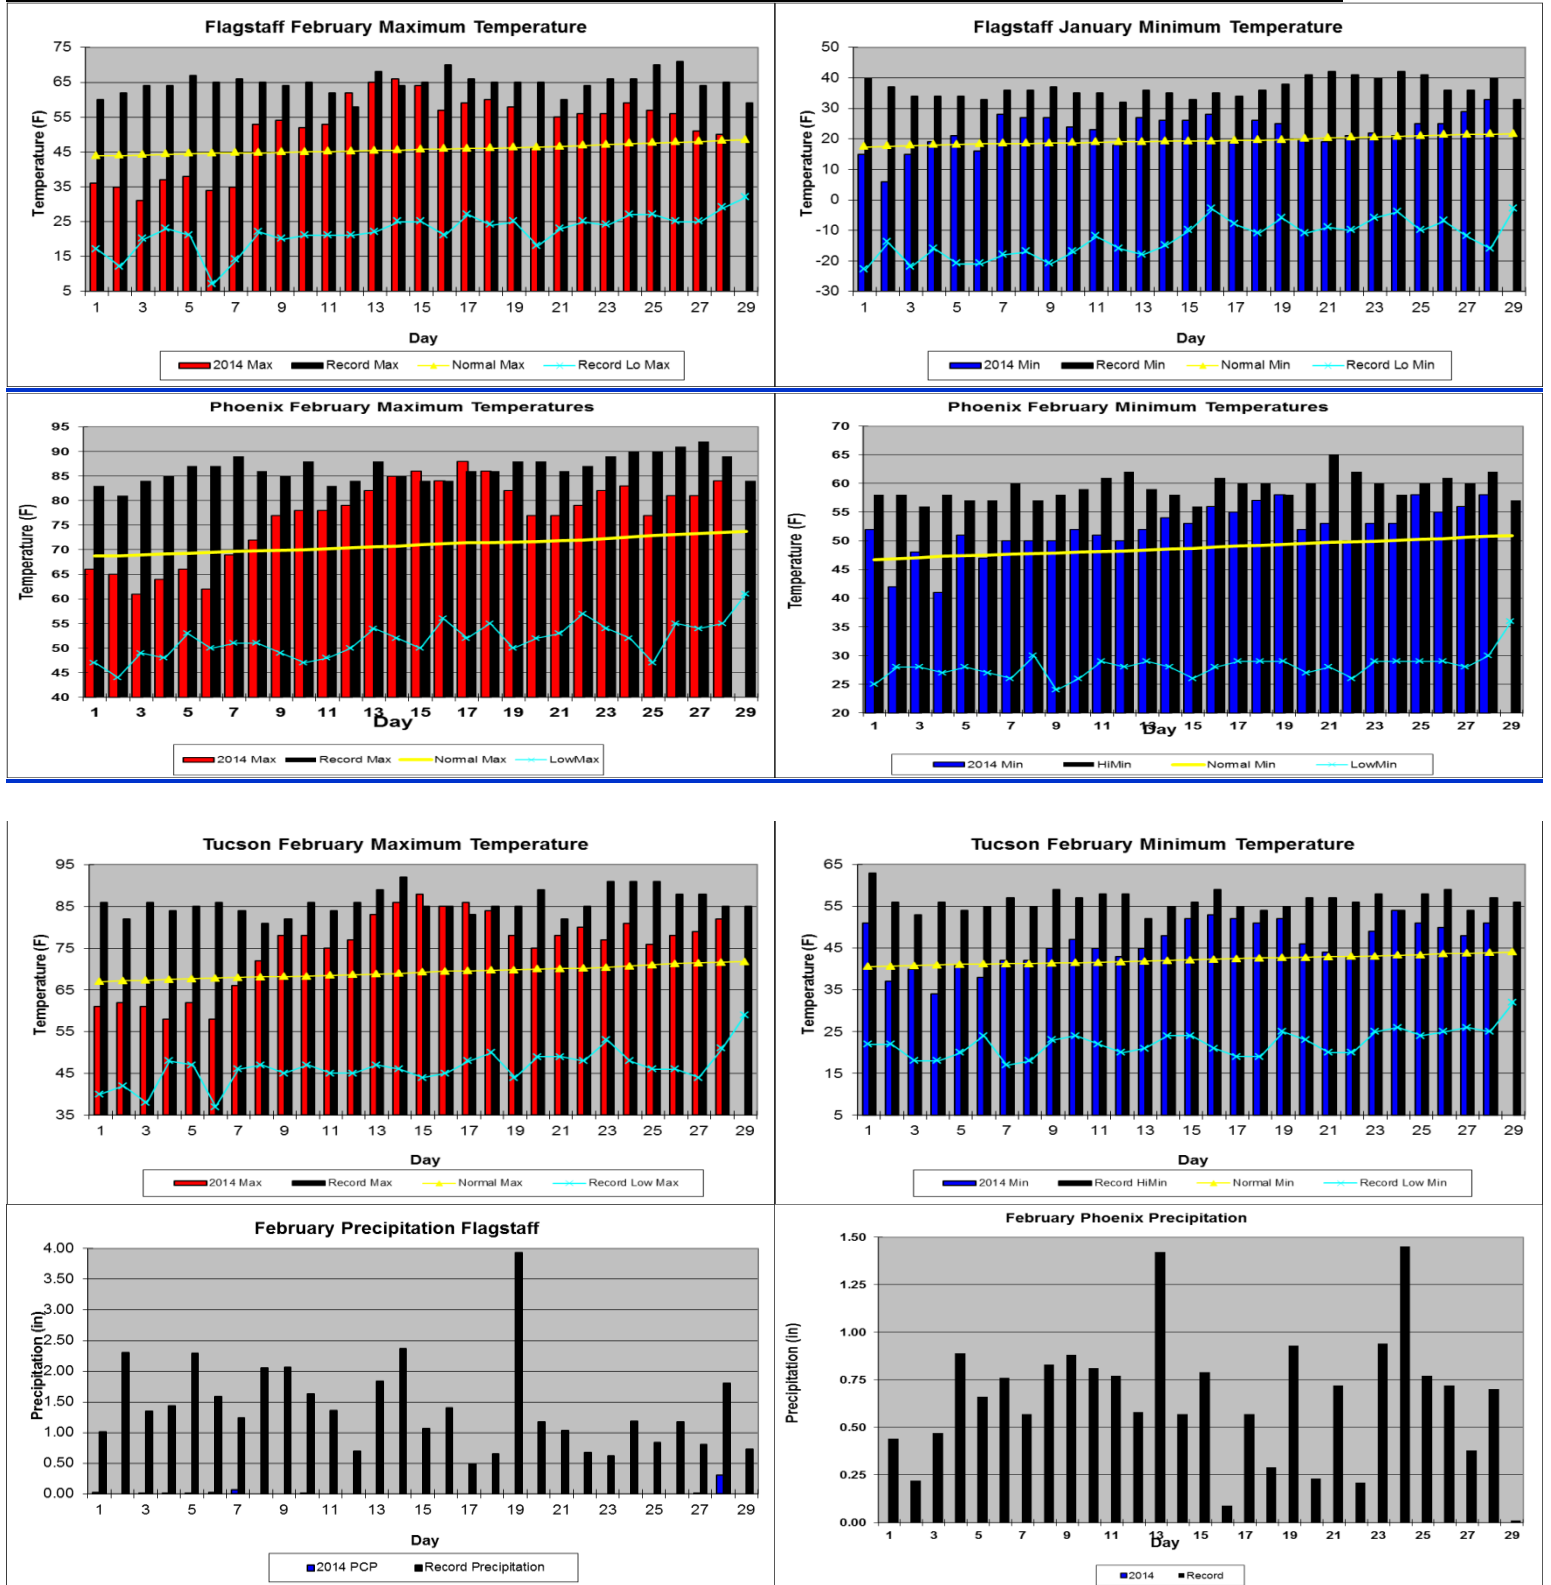 Flagstaff February Maximum Temperature
Temperature (F)
75
65
55
45
35
25
15
5
1 3 5 7 9 11 13 15 17 19 21 23 25 27 29
Day
2014 Max Record Max Normal Max Record Lo Max
Flagstaff January Minimum Temperature
Temperature (F)
50
40
30
20
10
0
-10
-20
-30
1 3 5 7 9 11 13 15 17 19 21 23 25 27 29
Day
2014 Min Record Min Normal Min Record Lo Min
Phoenix February Maximum Temperatures
Temperature (F)
95
90
85
80
75
70
65
60
55
50
45
40
1 3 5 7 9 11 13 15 17 19 21 23 25 27 29
Day
2014 Max Record Max Normal Max LowMax
Phoenix February Minimum Temperatures
Temperature (F)
70
65
60
55
50
45
40
35
30
25
20
1 3 5 7 9 11 13 15 17 19 21 23 25 27 29
Day
2014 Min HiMin Normal Min LowMin
Tucson February Maximum Temperature
Temperature (F)
95
85
75
65
55
45
35
1 3 5 7 9 11 13 15 17 19 21 23 25 27 29
Day
2014 Max Record Max Normal Max Record Low Max
Tucson February Minimum Temperature
Temperature (F)
65
55
45
35
25
15
5
1 3 5 7 9 11 13 15 17 19 21 23 25 27 29
Day
2014 Min Record HiMin Normal Min Record Low Min
February Precipitation Flagstaff
Precipitation (in)
4.00
3.50
3.00
2.50
2.00
1.50
1.00
0.50
0.00
1 3 5 7 9 11 13 15 17 19 21 23 25 27 29
Day
2014 PCP Record Precipitation
February Phoenix Precipitation
Precipitation (in)
1.50
1.25
1.00
0.75
0.50
0.25
0.00
1 3 5 7 9 11 13 15 17 19 21 23 25 27 29
Day
2014 Record